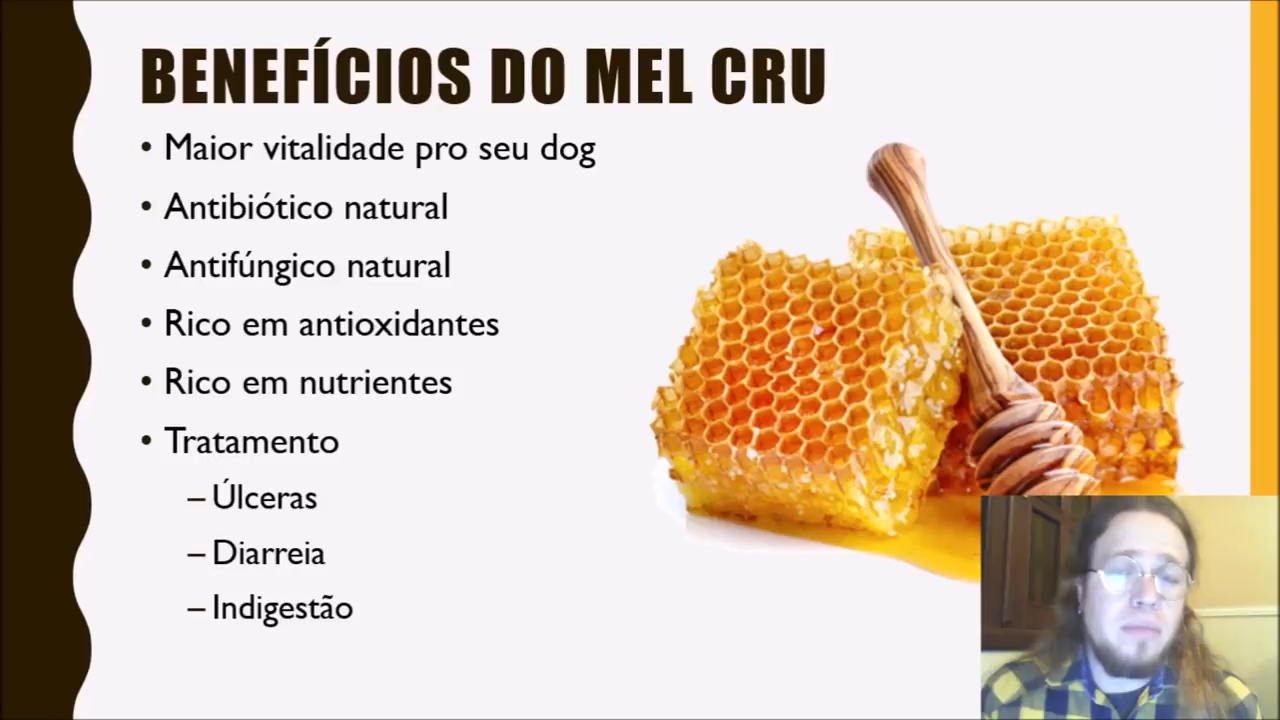 BENEFÍCIOS DO MEL CRU
• Maior vitalidade pro seu dog
• Antibiótico natural
• Antifúngico natural
• Rico em antioxidantes
• Rico em nutrientes
• Tratamento
– Úlceras
– Diarreia
– Indigestão